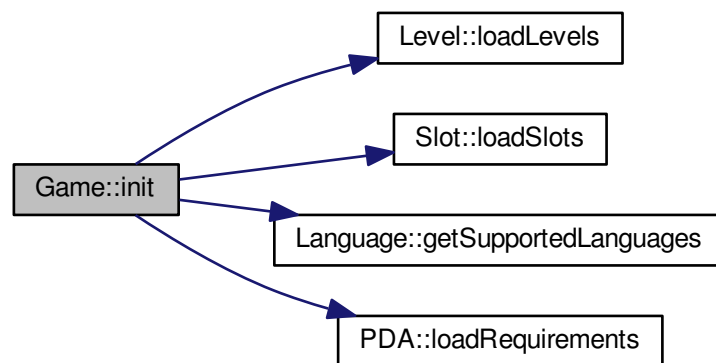 Level::loadLevels
Slot::loadSlots
Game::init
Language::getSupportedLanguages
PDA::loadRequirements